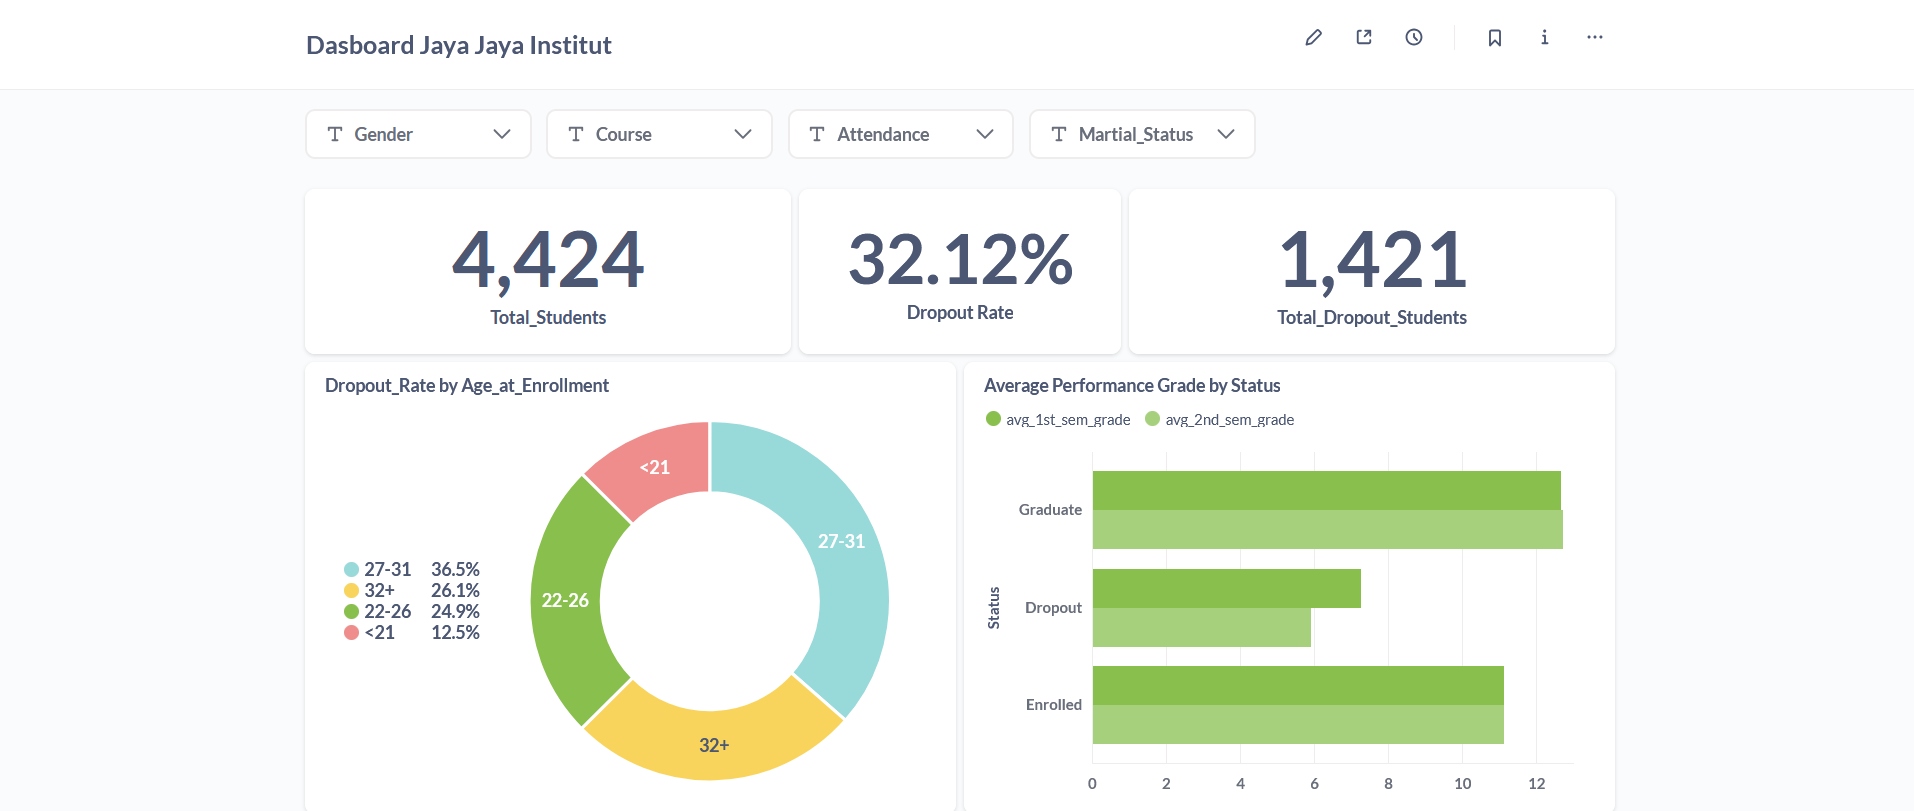 Dasboard Jaya Jaya Institut
Gender
Course
Attendance
Martial_Status
4,424
Total_Students
32.12%
Dropout Rate
1,421
Total_Dropout_Students
Dropout_Rate by Age_at_Enrollment
27-31 36.5%
32+ 26.1%
22-26 24.9%
<21 12.5%
<21
27-31
22-26
32+
Average Performance Grade by Status
avg_1st_sem_grade avg_2nd_sem_grade
Status
Graduate
Dropout
Enrolled
0 2 4 6 8 10 12